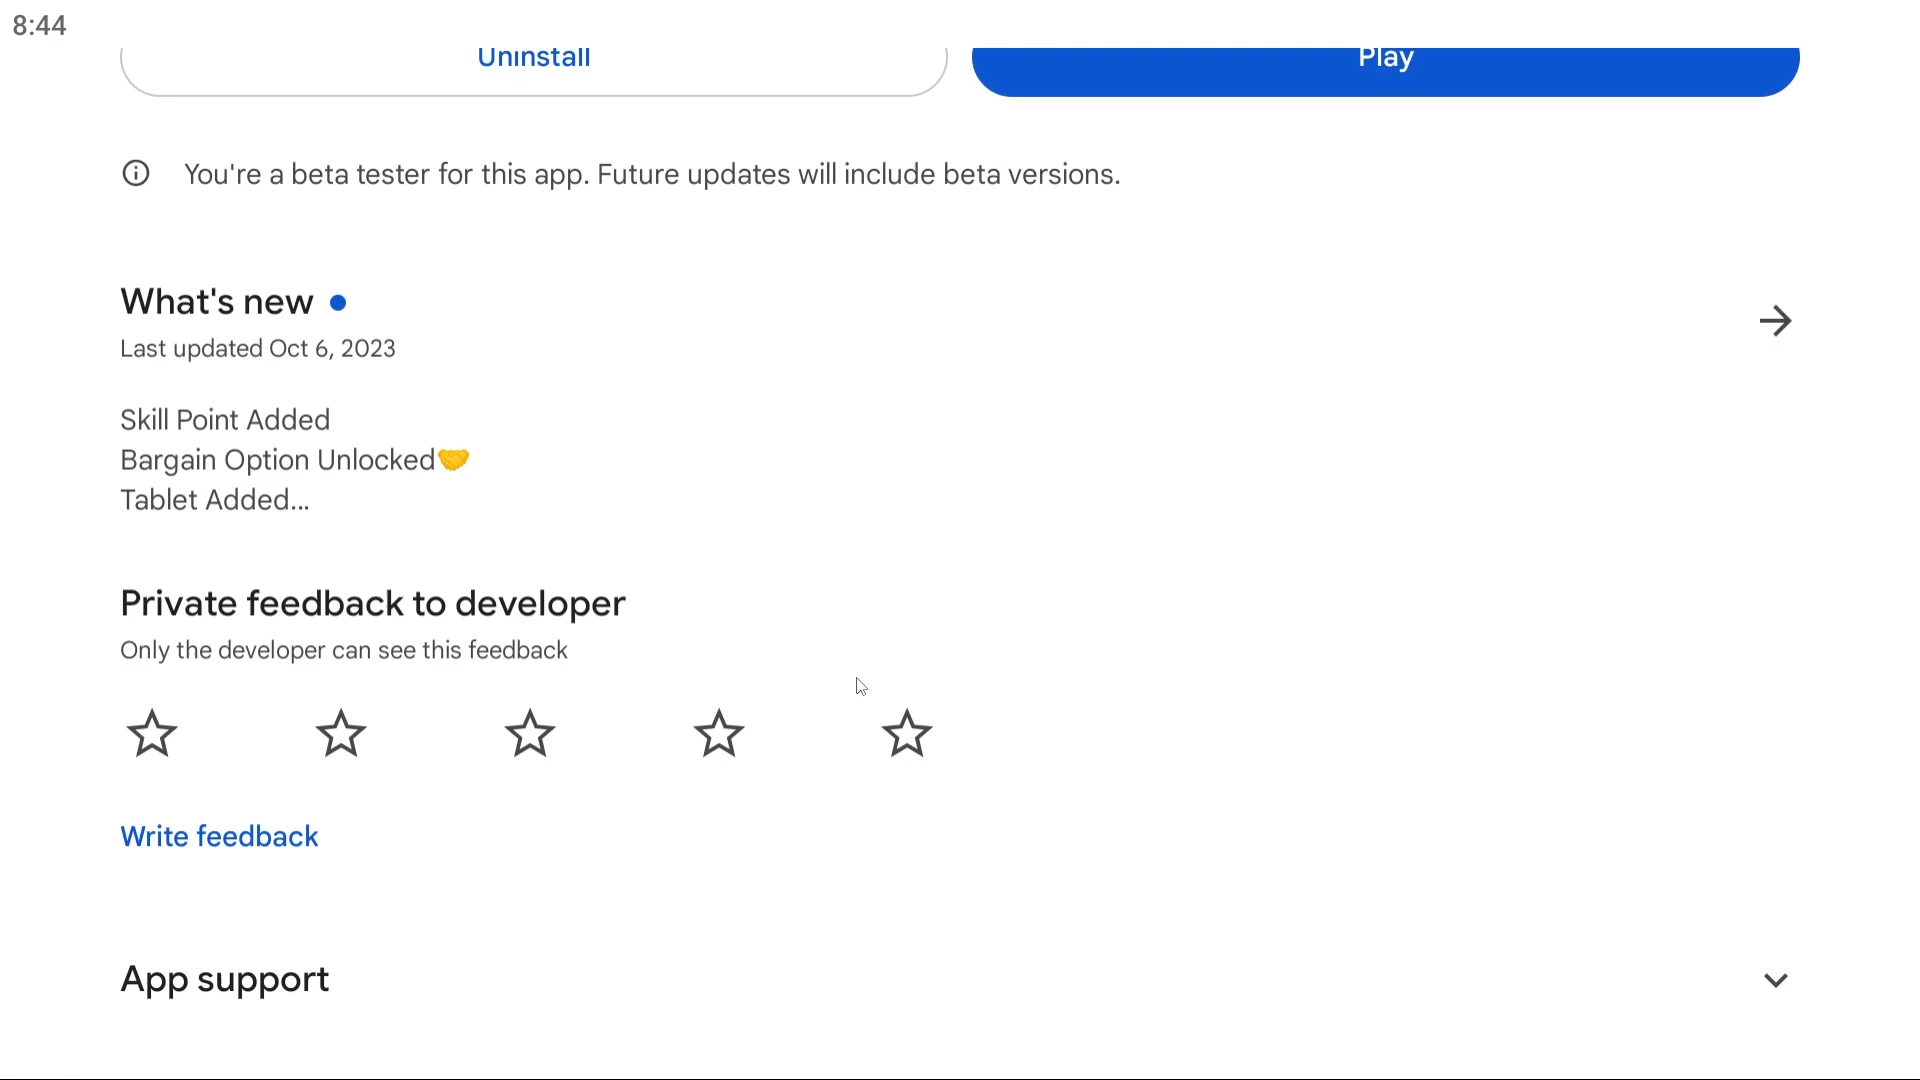 8:44
Uninstall
Play
You're a beta tester for this app. Future updates will include beta versions.
What's new
Last updated Oct 6, 2023
Skill Point Added
Bargain Option Unlocked🤝
Tablet Added...
Private feedback to developer
Only the developer can see this feedback
Write feedback
App support